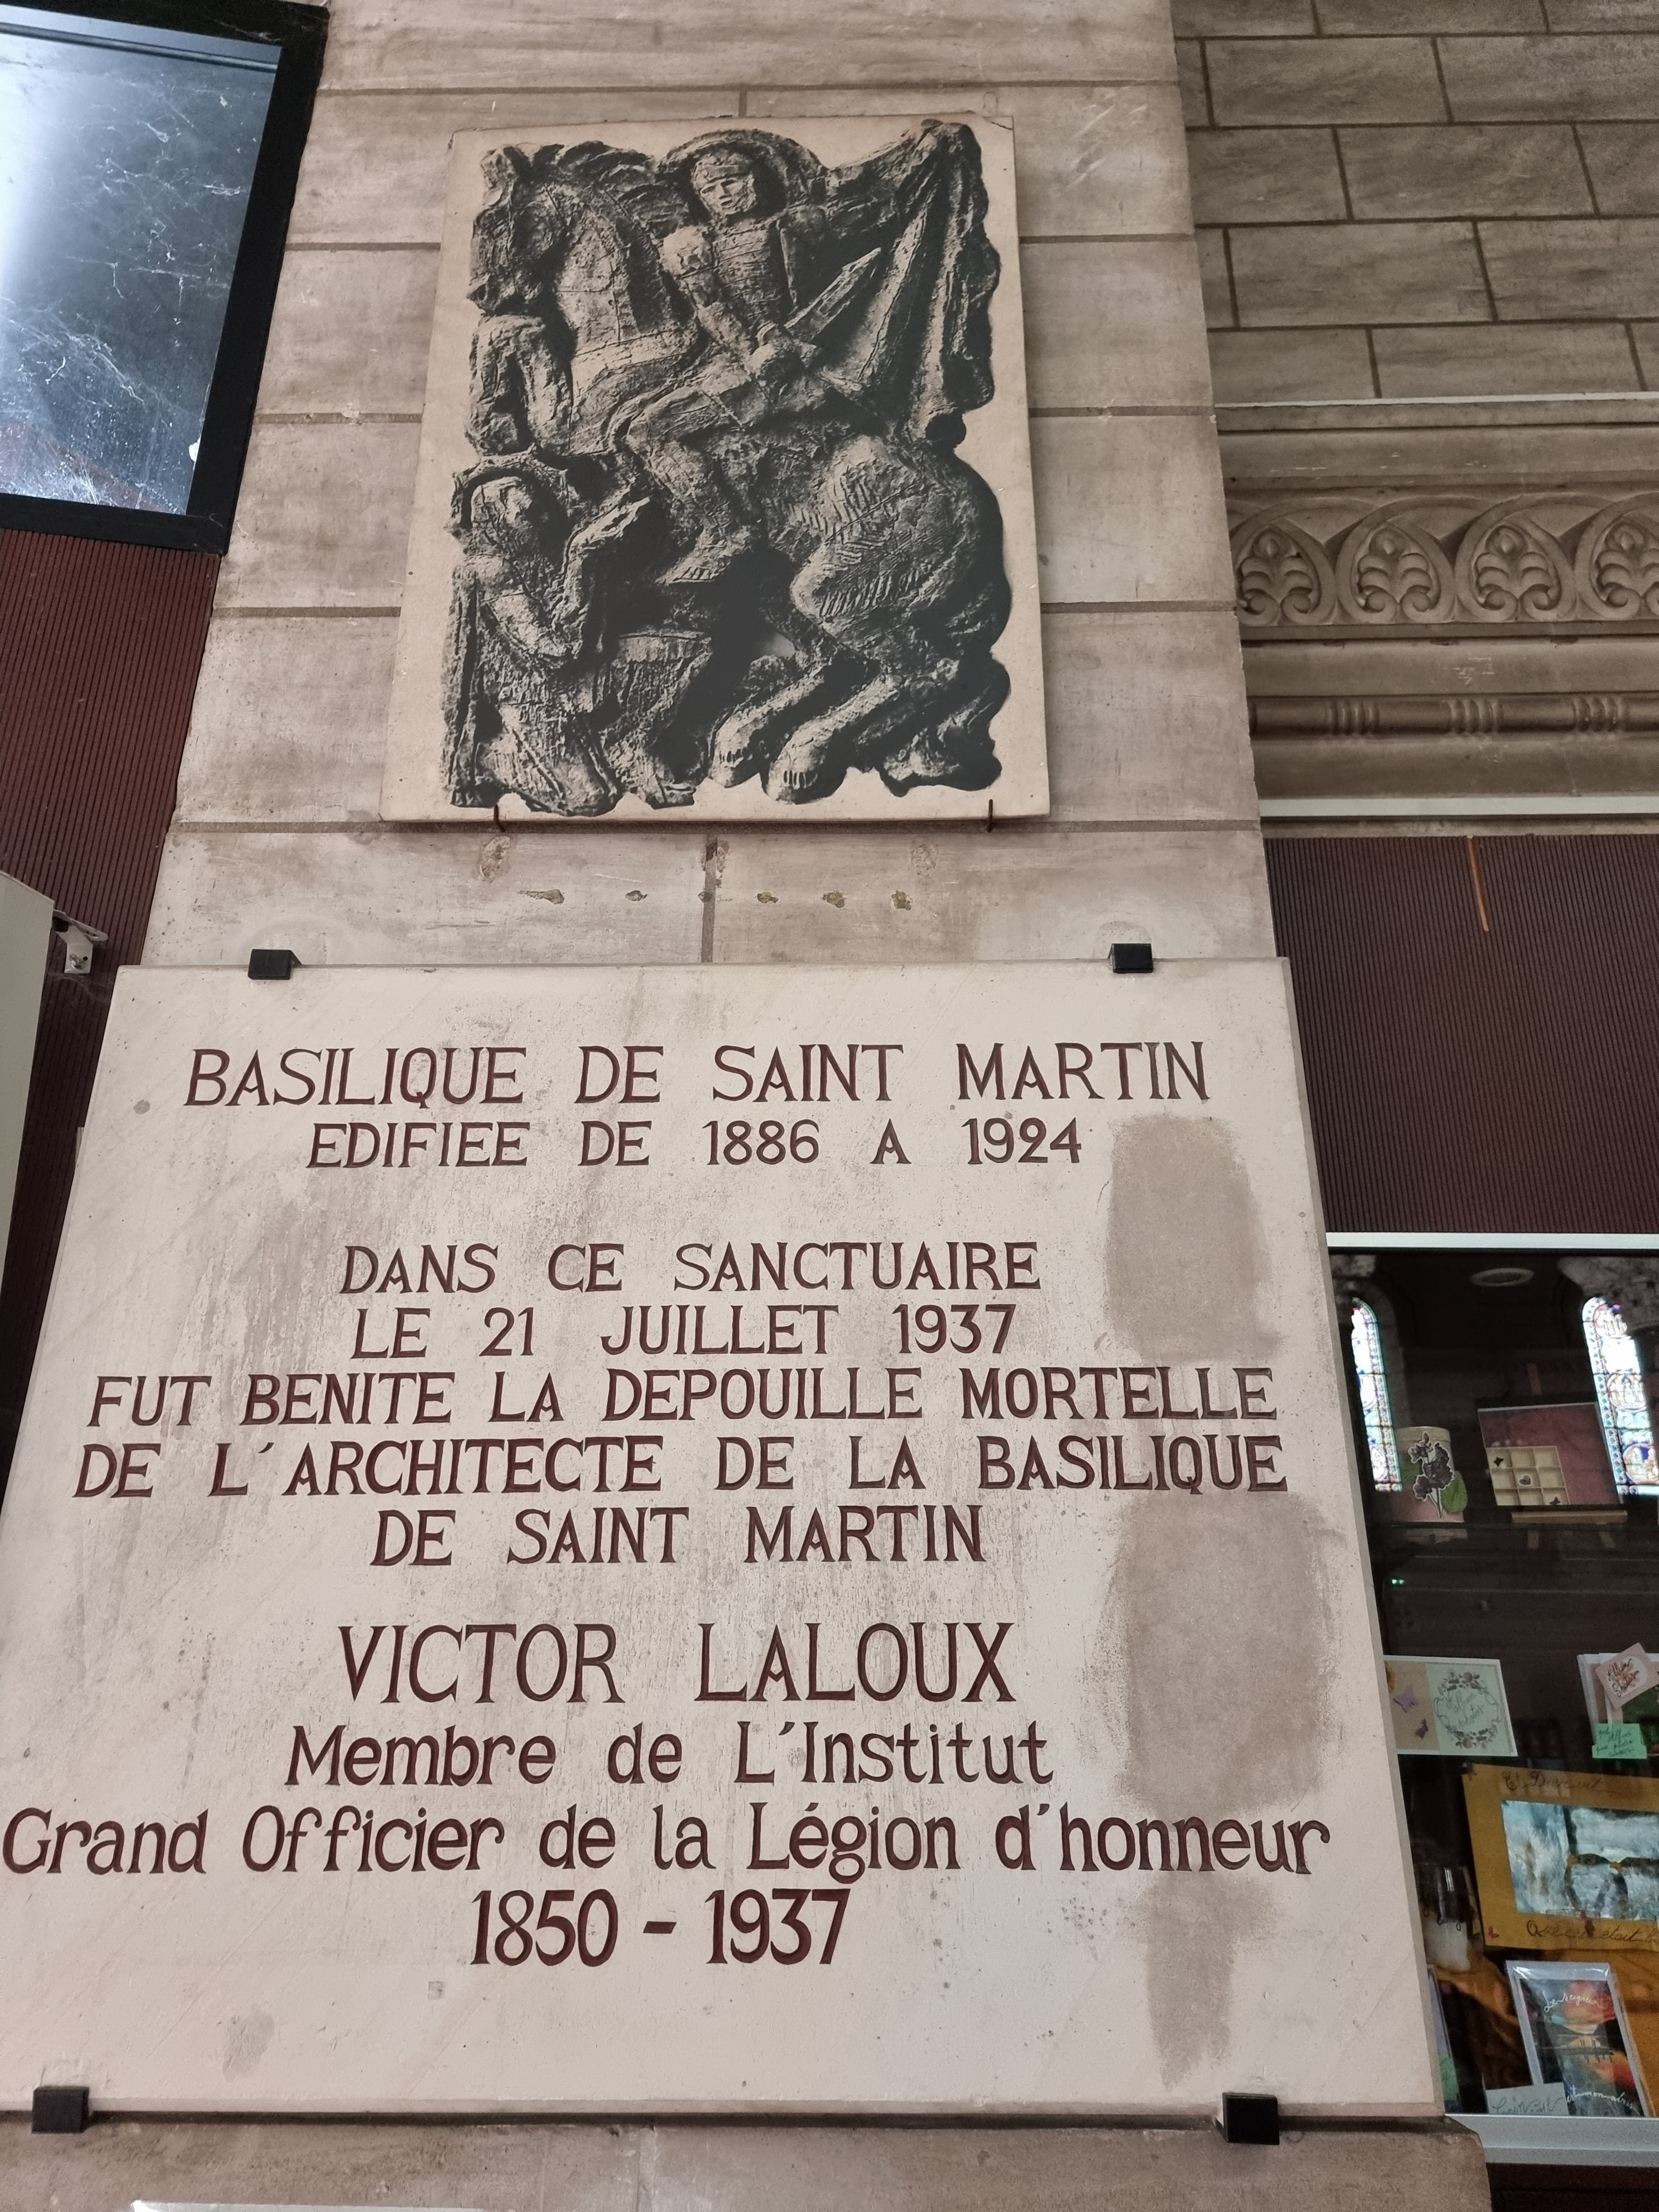 BASILIQUE DE SAINT MARTIN
EDIFIEE DE 1886 A 1924
DANS CE SANCTUAIRE
LE 21 JUILLET 1937
FUT BENITE LA DEPOUILLE MORTELLE
DE L'ARCHITECTE DE LA BASILIQUE
DE SAINT MARTIN
VICTOR LALOUX
Membre de L'Institut
Grand Officier de la Légion d'honneur
1850 - 1937